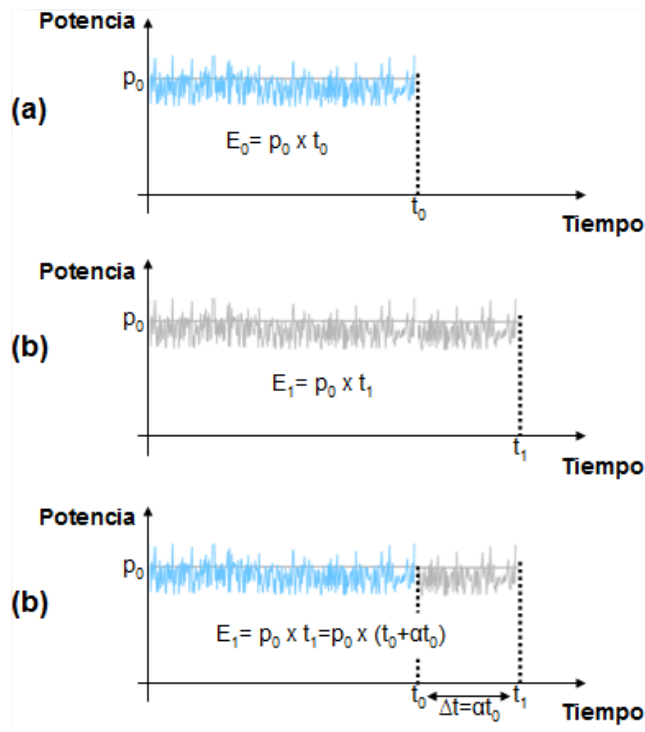 Potencia
p₀
(a)
E₀= p₀ x t₀
t₀
Tiempo
Potencia
p₀
(b)
E₁= p₀ x t₁
t₁
Tiempo
Potencia
p₀
(b)
E₁= p₀ x t₁=p₀ x (t₀+αt₀)
t₀ t₁
Δt=αt₀
Tiempo